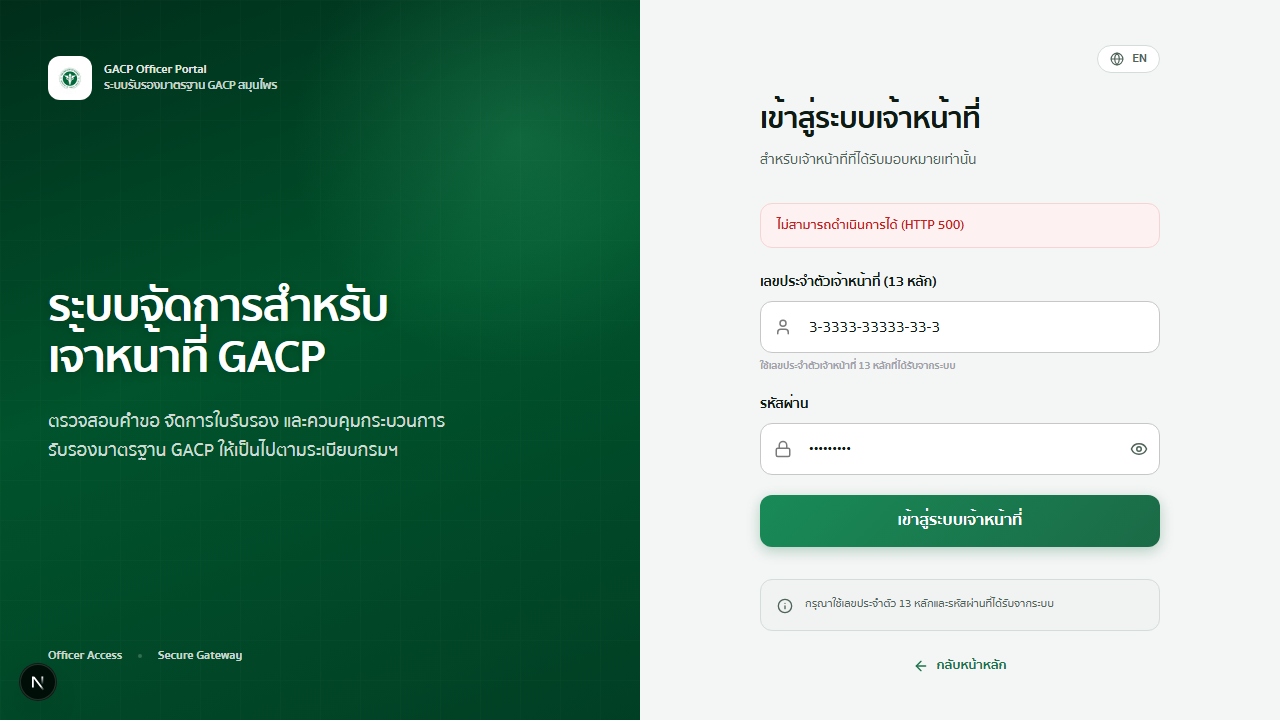 GACP Officer Portal
ระบบรับรองมาตรฐาน GACP สมุนไพร
ระบบจัดการสำหรับ
เจ้าหน้าที่ GACP
ตรวจสอบคำขอ จัดการใบรับรอง และควบคุมกระบวนการ
รับรองมาตรฐาน GACP ให้เป็นไปตามระเบียบกรมฯ
Officer Access • Secure Gateway
N
EN
เข้าสู่ระบบเจ้าหน้าที่
สำหรับเจ้าหน้าที่ที่ได้รับมอบหมายเท่านั้น
ไม่สามารถดำเนินการได้ (HTTP 500)
เลขประจำตัวเจ้าหน้าที่ (13 หลัก)
3-3333-33333-33-3
ใช้เลขประจำตัวเจ้าหน้าที่ 13 หลักที่ได้รับจากระบบ
รหัสผ่าน
•••••••••
เข้าสู่ระบบเจ้าหน้าที่
กรุณาใช้เลขประจำตัว 13 หลักและรหัสผ่านที่ได้รับจากระบบ
กลับหน้าหลัก